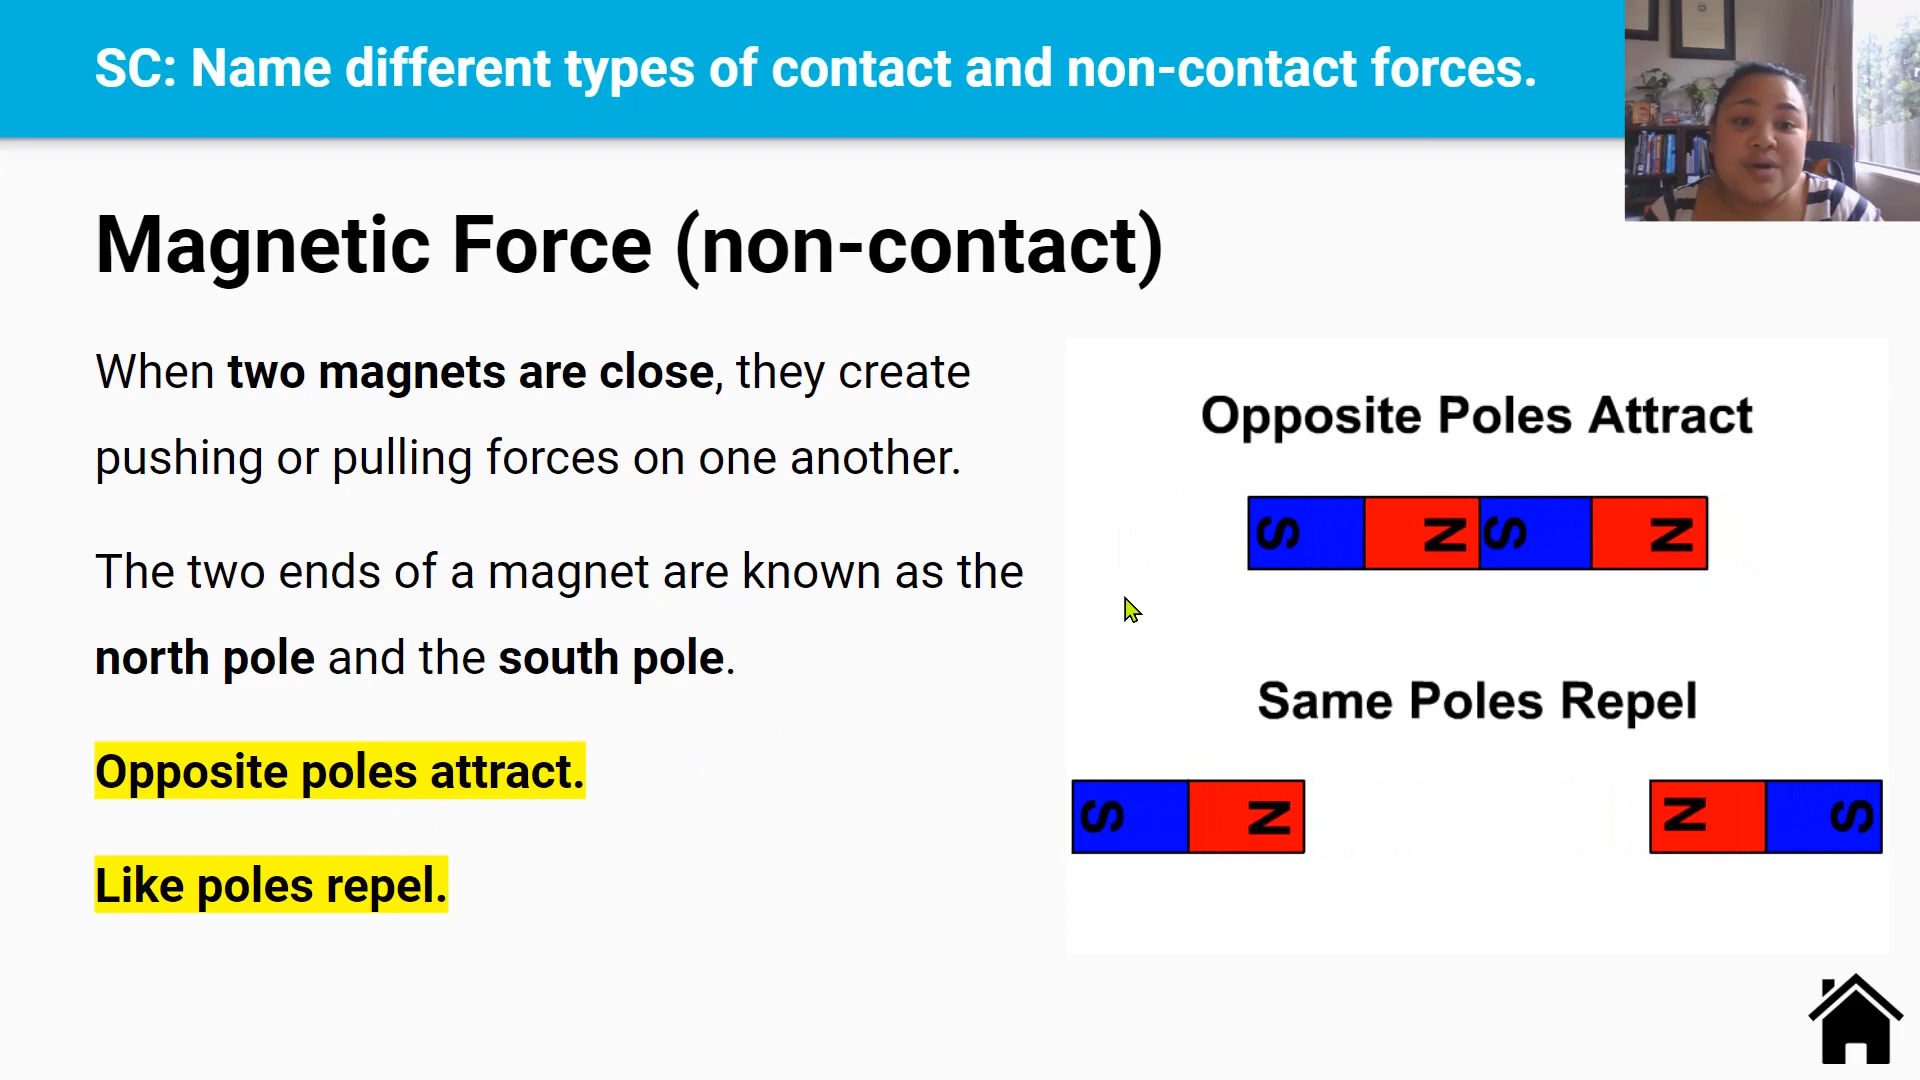 SC: Name different types of contact and non-contact forces.
Magnetic Force (non-contact)
When two magnets are close, they create
pushing or pulling forces on one another.
The two ends of a magnet are known as the
north pole and the south pole.
Opposite poles attract.
Like poles repel.
Opposite Poles Attract
S N S N
Same Poles Repel
S N N S